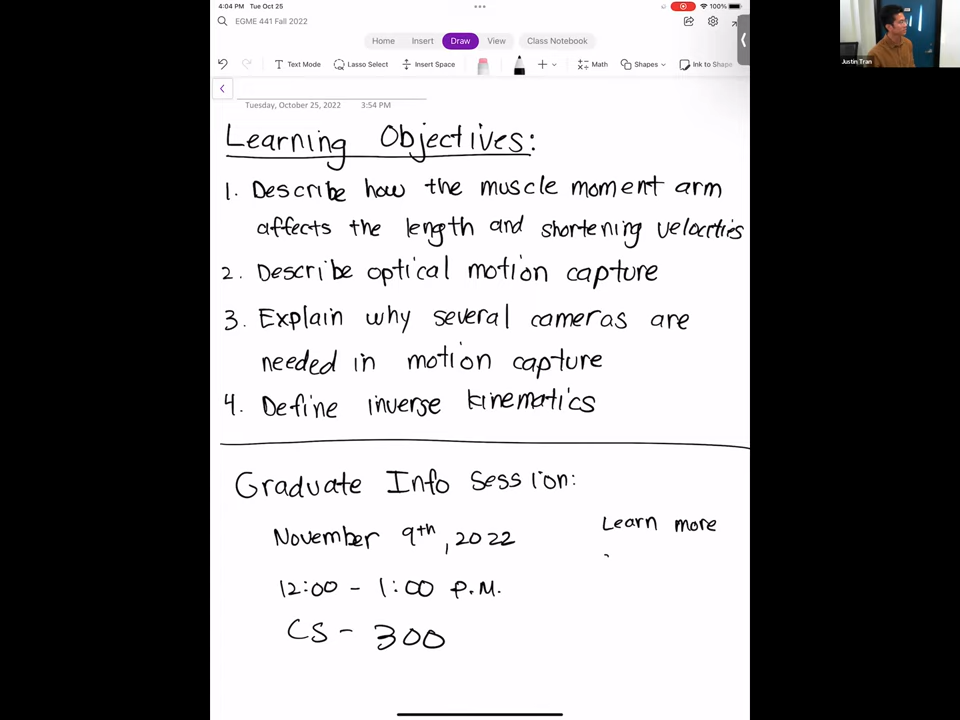 4:04 PM Tue Oct 25
100%
EGME 441 Fall 2022
Home Insert Draw View Class Notebook
Text Mode Lasso Select Insert Space Math Shapes Ink to Shape
Tuesday, October 25, 2022 3:54 PM
Learning Objectives:
1. Describe how the muscle moment arm
affects the length and shortening velocities
2. Describe optical motion capture
3. Explain why several cameras are
needed in motion capture
4. Define inverse kinematics
Graduate Info Session:
November 9th, 2022
12:00 - 1:00 P.M.
CS - 300
Learn more
Justin Tran